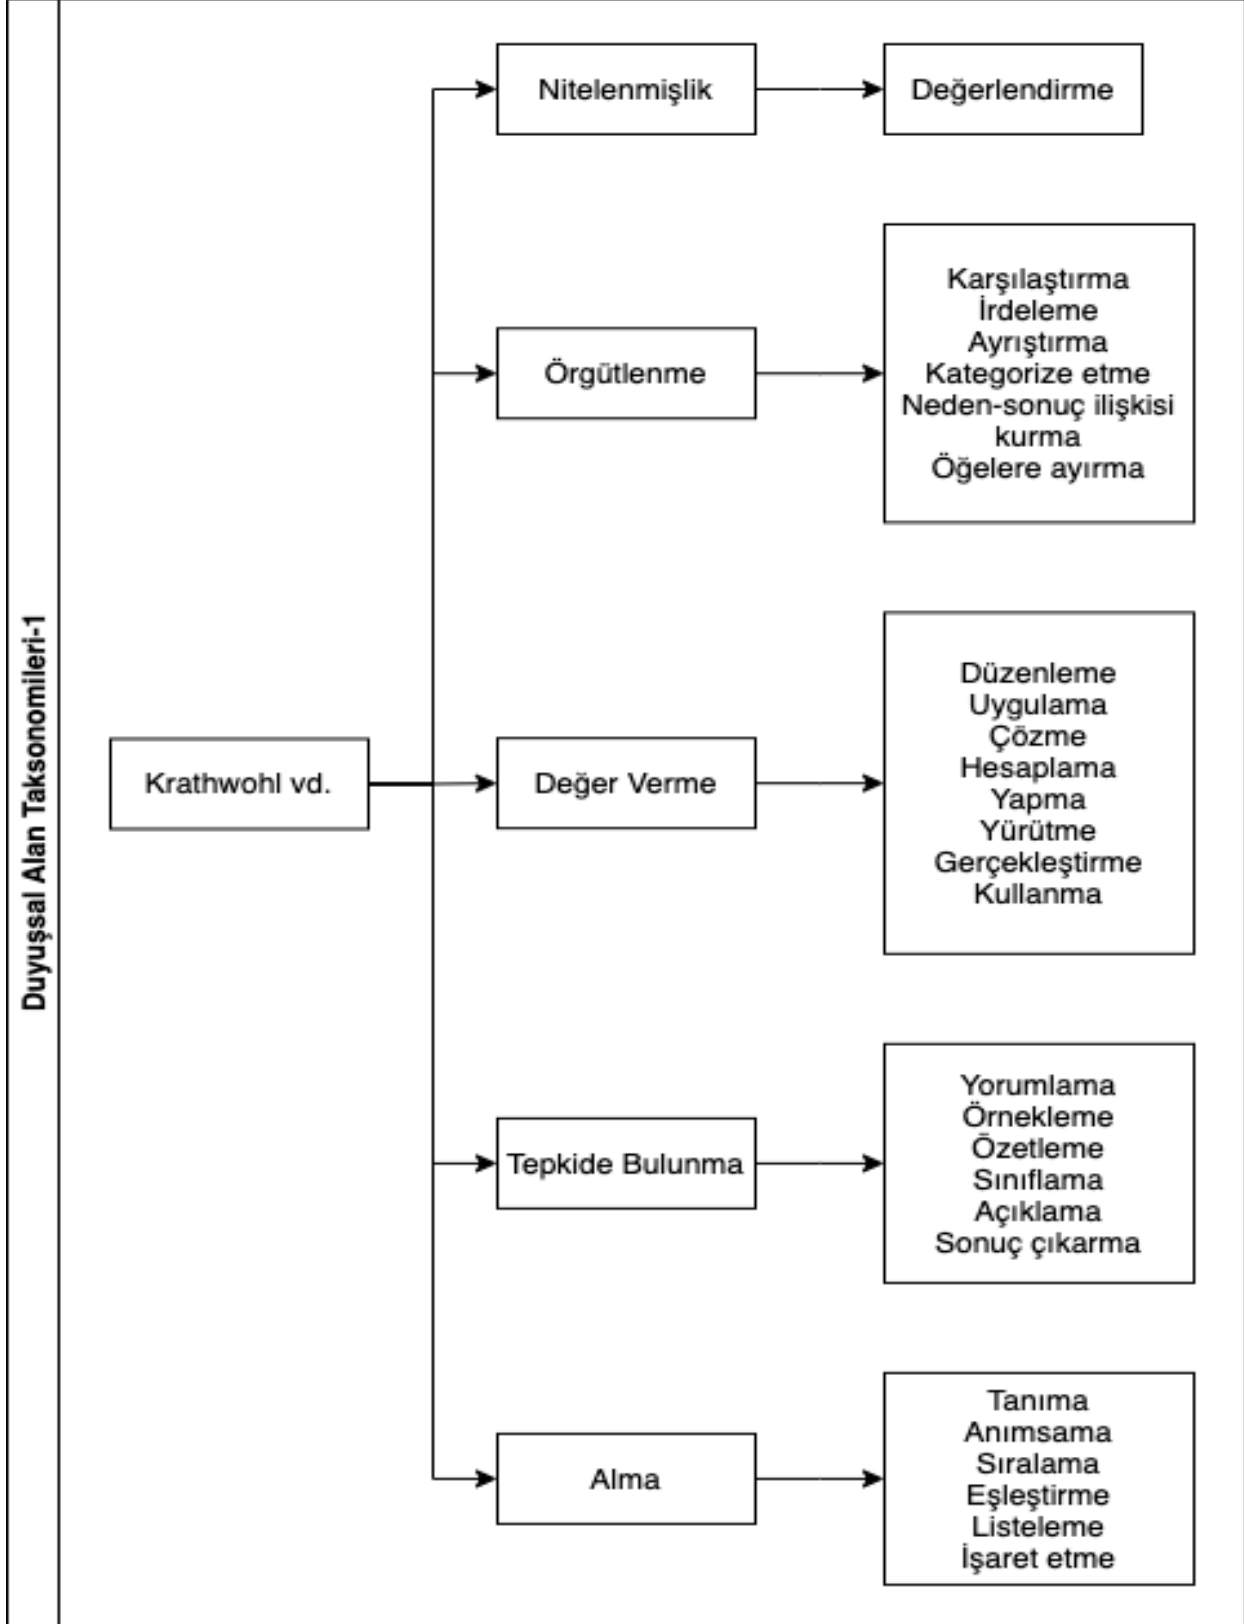 Duyuşsal Alan Taksonomileri-1
Krathwohl vd.
Nitelenmişlik
Değerlendirme
Örgütlenme
Karşılaştırma
İrdeleme
Ayrıştırma
Kategorize etme
Neden-sonuç ilişkisi
kurma
Öğelere ayırma
Değer Verme
Düzenleme
Uygulama
Çözme
Hesaplama
Yapma
Yürütme
Gerçekleştirme
Kullanma
Tepkide Bulunma
Yorumlama
Örnekleme
Özetleme
Sınıflama
Açıklama
Sonuç çıkarma
Alma
Tanıma
Anımsama
Sıralama
Eşleştirme
Listeleme
İşaret etme